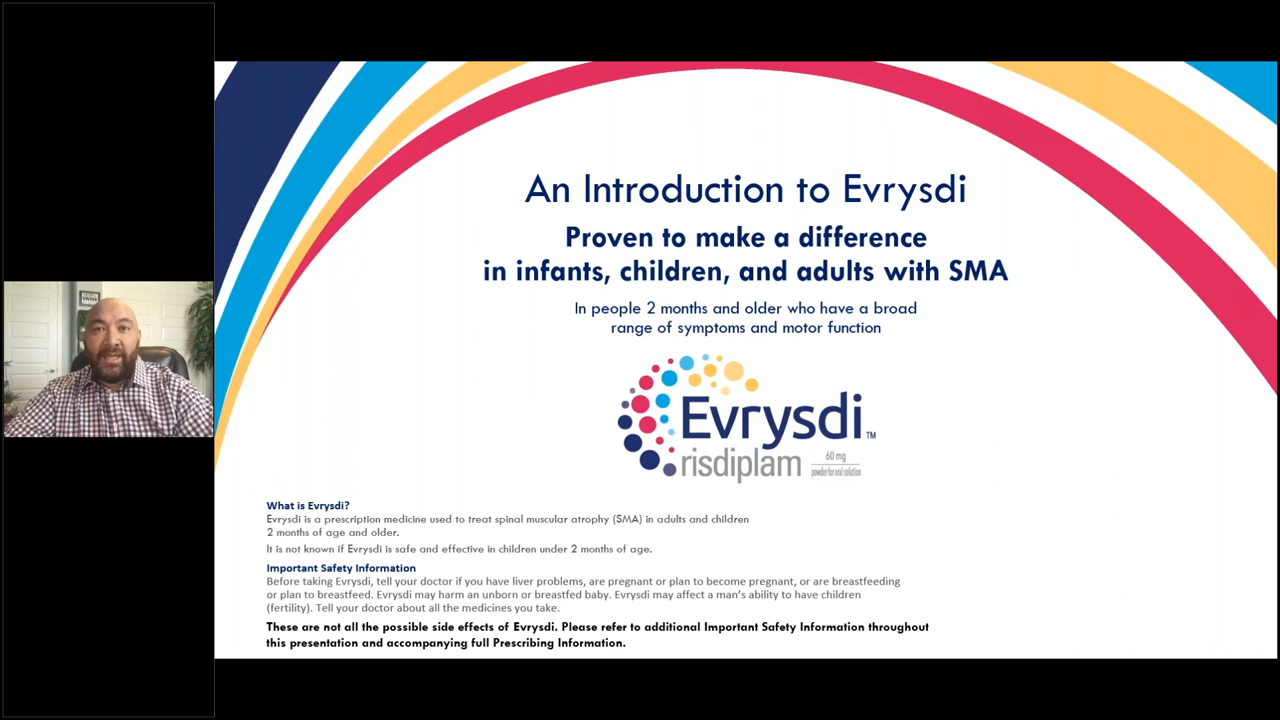 An Introduction to Evrysdi
Proven to make a difference
in infants, children, and adults with SMA
In people 2 months and older who have a broad
range of symptoms and motor function
Evrysdi™
risdiplam
60 mg
powder for oral solution
What is Evrysdi?
Evrysdi is a prescription medicine used to treat spinal muscular atrophy (SMA) in adults and children
2 months of age and older.
It is not known if Evrysdi is safe and effective in children under 2 months of age.
Important Safety Information
Before taking Evrysdi, tell your doctor if you have liver problems, are pregnant or plan to become pregnant, or are breastfeeding
or plan to breastfeed. Evrysdi may harm an unborn or breastfed baby. Evrysdi may affect a man's ability to have children
(fertility). Tell your doctor about all the medicines you take.
These are not all the possible side effects of Evrysdi. Please refer to additional Important Safety Information throughout
this presentation and accompanying full Prescribing Information.